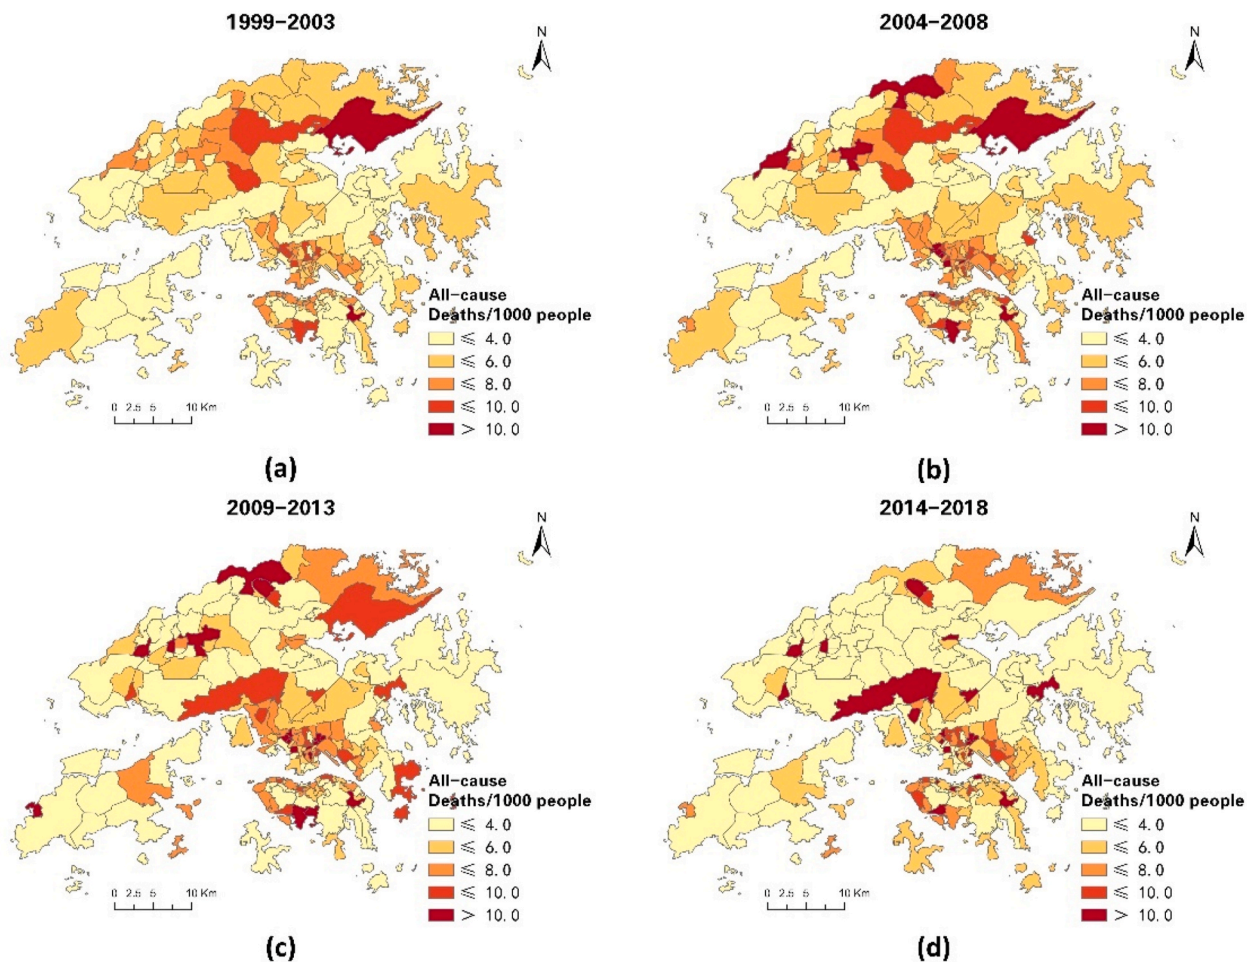 1999-2003
N
All-cause
Deaths/1000 people
≤ 4.0
≤ 6.0
≤ 8.0
≤ 10.0
> 10.0
0 2.5 5 10 Km
(a)
2004-2008
N
All-cause
Deaths/1000 people
≤ 4.0
≤ 6.0
≤ 8.0
≤ 10.0
> 10.0
0 2.5 5 10 Km
(b)
2009-2013
N
All-cause
Deaths/1000 people
≤ 4.0
≤ 6.0
≤ 8.0
≤ 10.0
> 10.0
0 2.5 5 10 Km
(c)
2014-2018
N
All-cause
Deaths/1000 people
≤ 4.0
≤ 6.0
≤ 8.0
≤ 10.0
> 10.0
0 2.5 5 10 Km
(d)